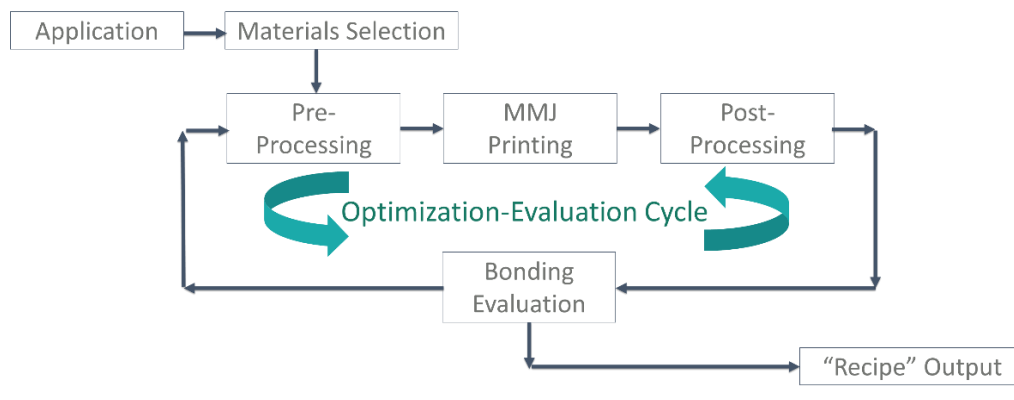 Application
Materials Selection
Pre-
Processing
MMJ
Printing
Post-
Processing
Optimization-Evaluation Cycle
Bonding
Evaluation
“Recipe” Output